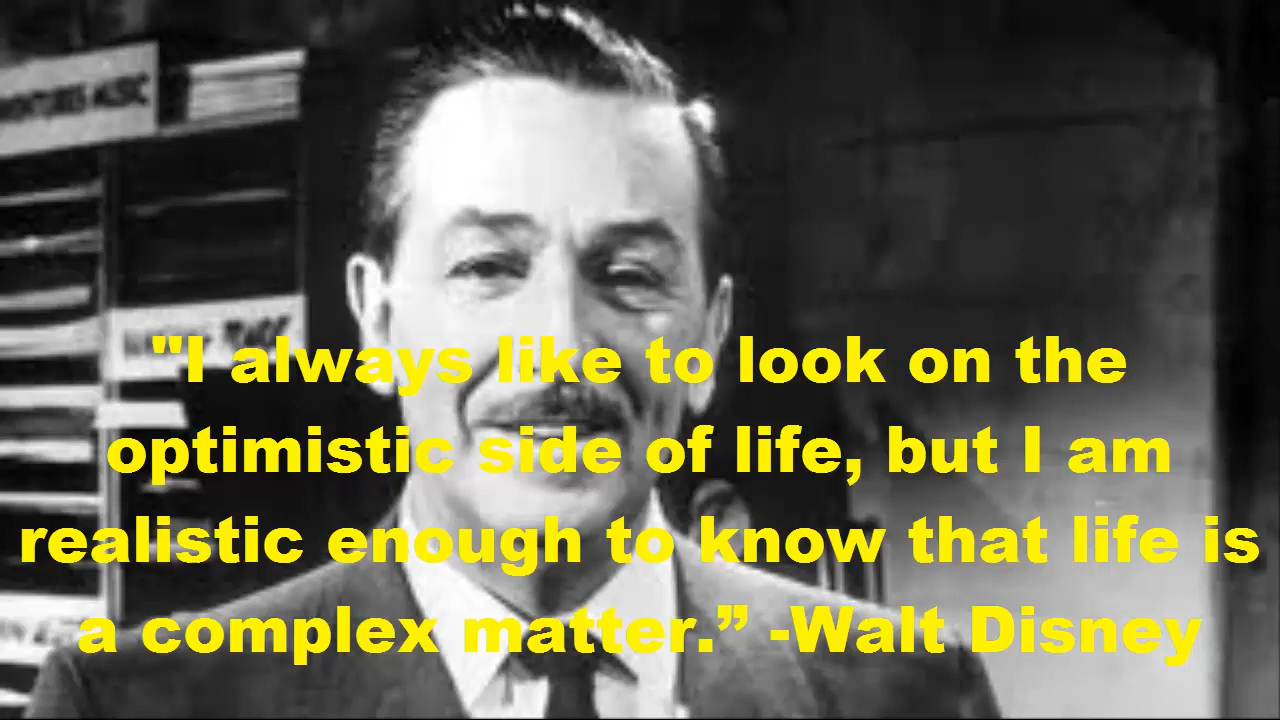 "I always like to look on the
optimistic side of life, but I am
realistic enough to know that life is
a complex matter.” -Walt Disney